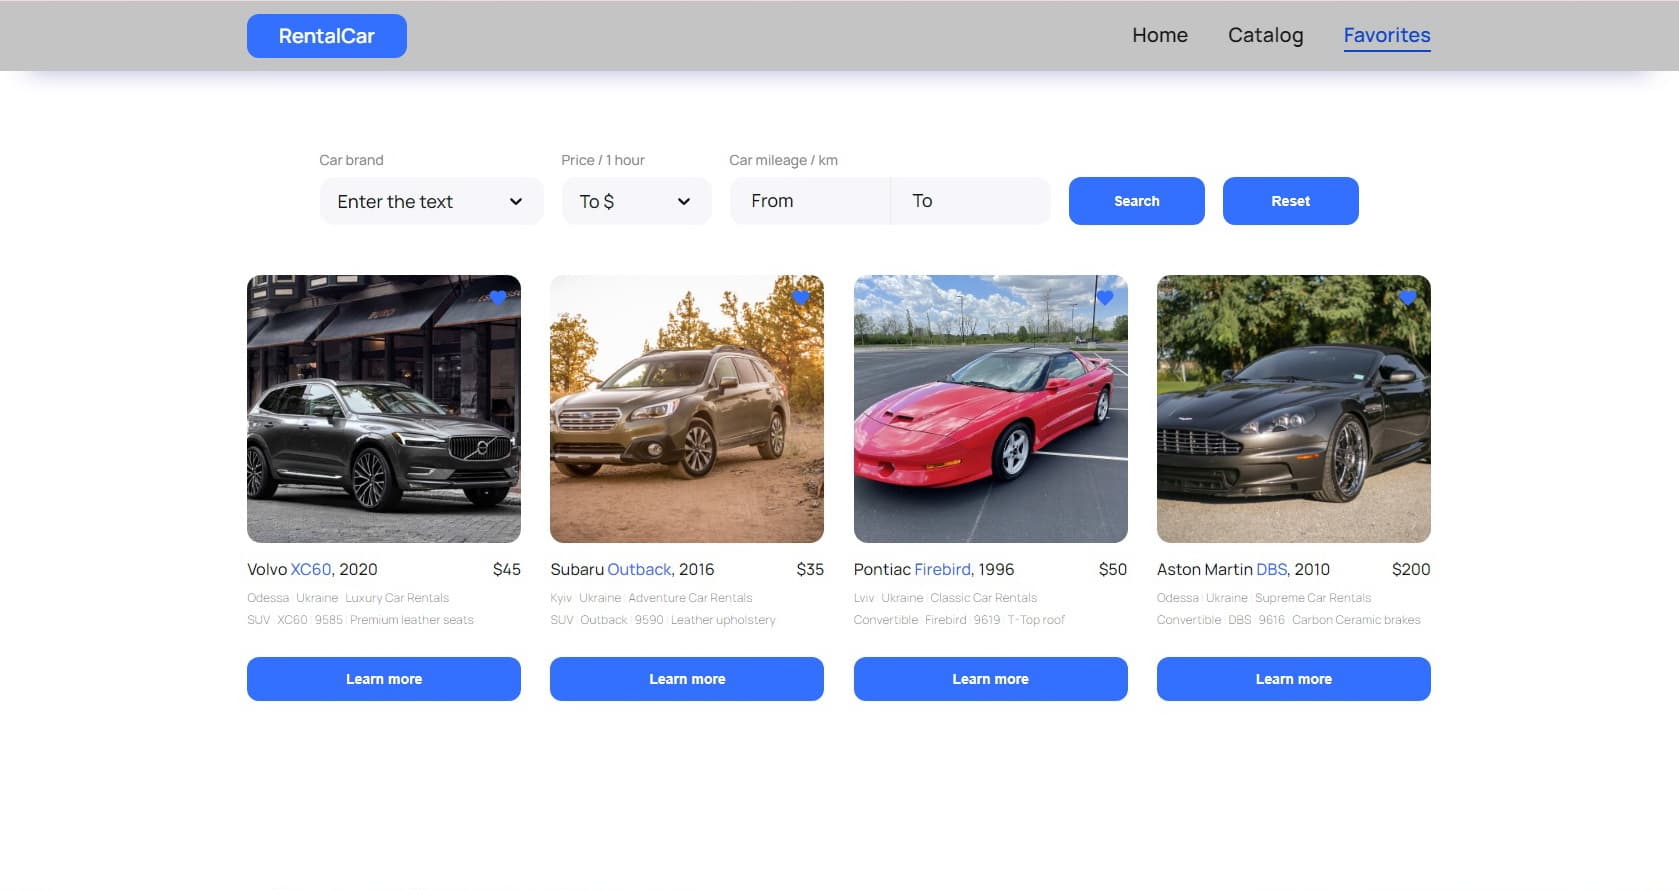 RentalCar
Home Catalog Favorites
Car brand Price / 1 hour Car mileage / km
Enter the text To $ From To Search Reset
Volvo XC60, 2020 $45
Odessa | Ukraine | Luxury Car Rentals
SUV | XC60 | 9585 | Premium leather seats
Learn more
Subaru Outback, 2016 $35
Kyiv | Ukraine | Adventure Car Rentals
SUV | Outback | 9590 | Leather upholstery
Learn more
Pontiac Firebird, 1996 $50
Lviv | Ukraine | Classic Car Rentals
Convertible | Firebird | 9619 | T-Top roof
Learn more
Aston Martin DBS, 2010 $200
Odessa | Ukraine | Supreme Car Rentals
Convertible | DBS | 9616 | Carbon Ceramic brakes
Learn more